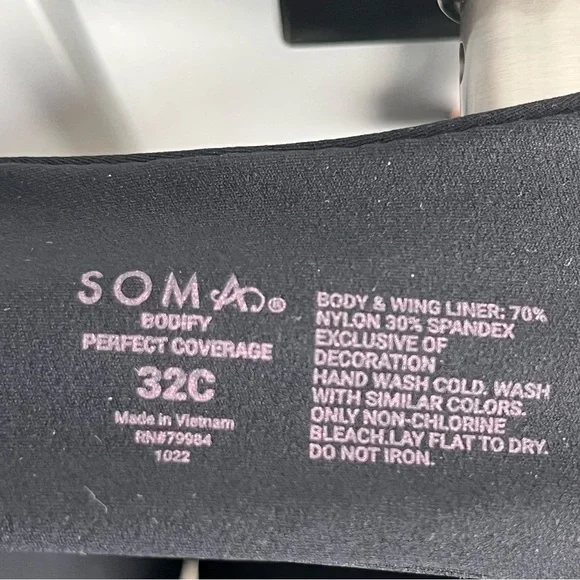 SOMA®
BODIFY
PERFECT COVERAGE
32C
Made in Vietnam
RN#79984
1022
BODY & WING LINER: 70%
NYLON 30% SPANDEX
EXCLUSIVE OF
DECORATION
HAND WASH COLD. WASH
WITH SIMILAR COLORS.
ONLY NON-CHLORINE
BLEACH.LAY FLAT TO DRY.
DO NOT IRON.